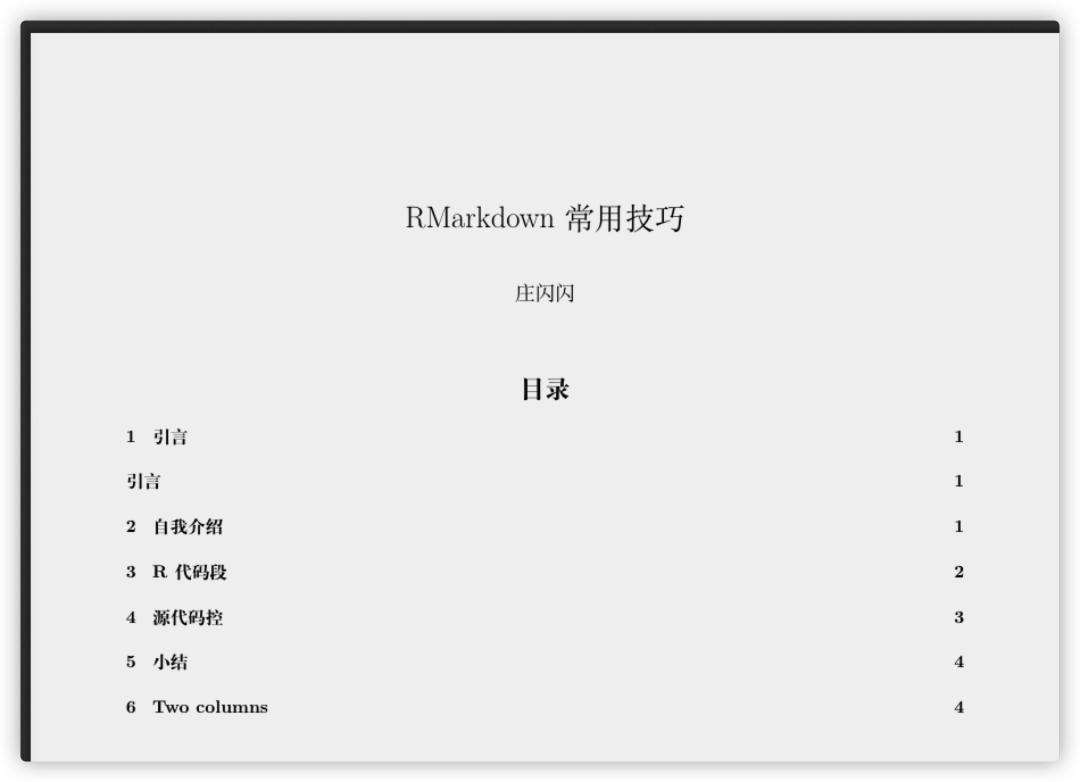 RMarkdown 常用技巧
庄闪闪
目录
1 引言 1
引言 1
2 自我介绍 1
3 R 代码段 2
4 源代码控 3
5 小结 4
6 Two columns 4